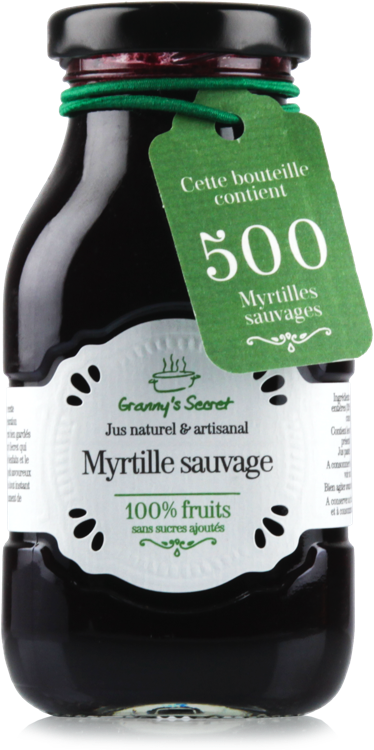 Cette bouteille
contient
500
Myrtilles
sauvages
Granny's Secret
Jus naturel & artisanal
Myrtille sauvage
100% fruits
sans sucres ajoutés